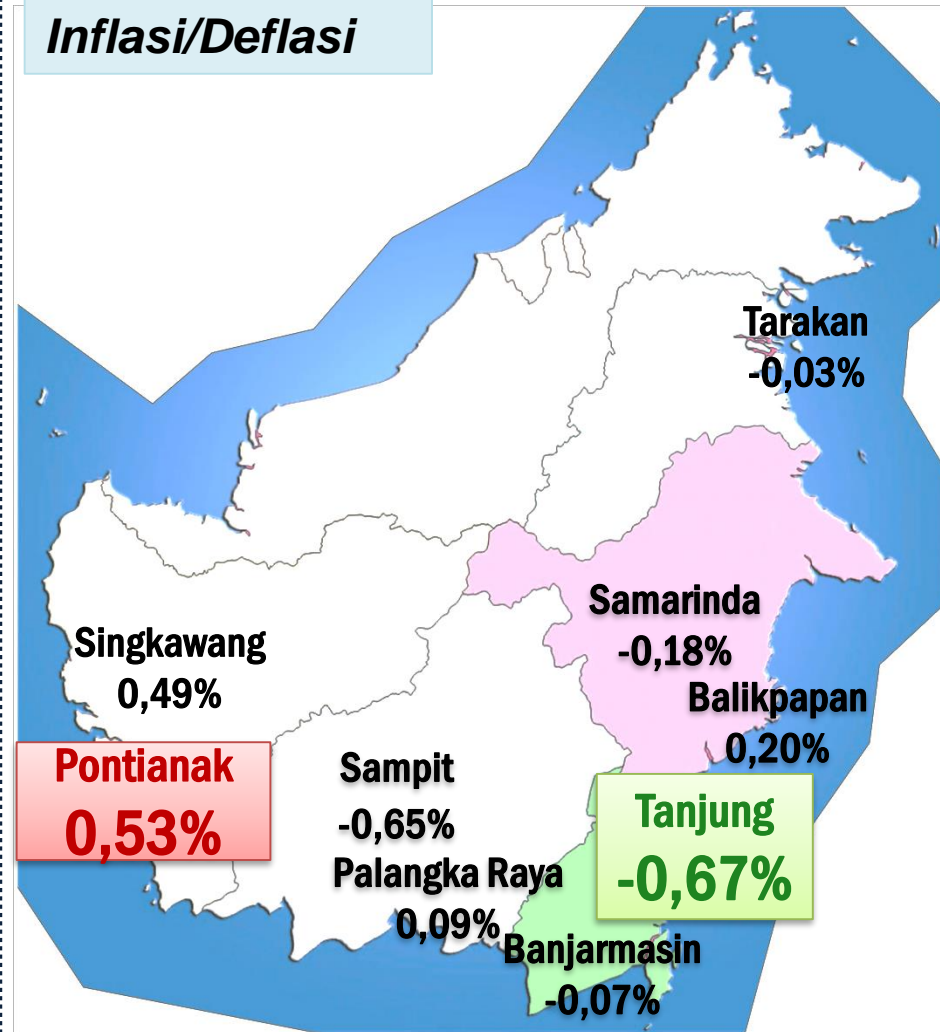 Inflasi/Deflasi
Tarakan
-0,03%
Samarinda
-0,18%
Singkawang
0,49%
Balikpapan
0,20%
Pontianak
0,53%
Sampit
-0,65%
Tanjung
-0,67%
Palangka Raya
0,09%
Banjarmasin
-0,07%